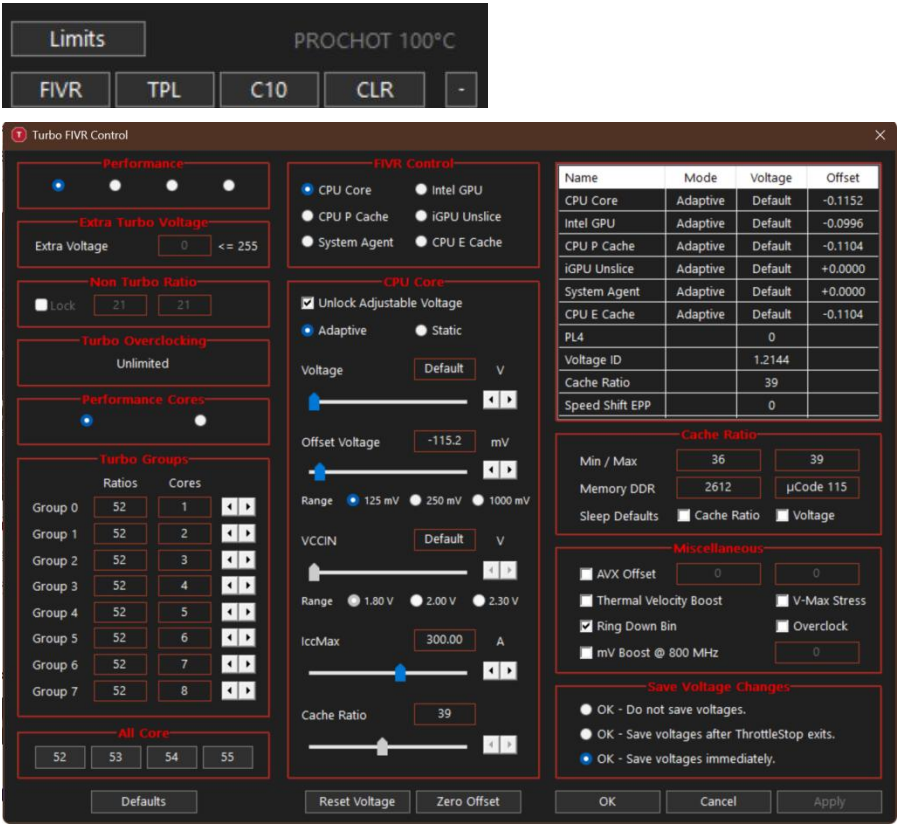 Limits PROCHOT 100°C
FIVR TPL C10 CLR -
Turbo FIVR Control
Performance
Extra Turbo Voltage
Extra Voltage 0 <= 255
Non Turbo Ratio
Lock 21 21
Turbo Overclocking
Unlimited
Performance Cores
Turbo Groups
Ratios Cores
Group 0 52 1
Group 1 52 2
Group 2 52 3
Group 3 52 4
Group 4 52 5
Group 5 52 6
Group 6 52 7
Group 7 52 8
All Core
52 53 54 55
Defaults
FIVR Control
CPU Core Intel GPU
CPU P Cache iGPU Unslice
System Agent CPU E Cache
CPU Core
Unlock Adjustable Voltage
Adaptive Static
Voltage Default V
Offset Voltage -115.2 mV
Range 125 mV 250 mV 1000 mV
VCCIN Default V
Range 1.80 V 2.00 V 2.30 V
IccMax 300.00 A
Cache Ratio 39
Reset Voltage Zero Offset
Name Mode Voltage Offset
CPU Core Adaptive Default -0.1152
Intel GPU Adaptive Default -0.0996
CPU P Cache Adaptive Default -0.1104
iGPU Unslice Adaptive Default +0.0000
System Agent Adaptive Default +0.0000
CPU E Cache Adaptive Default -0.1104
PL4 0
Voltage ID 1.2144
Cache Ratio 39
Speed Shift EPP 0
Cache Ratio
Min / Max 36 39
Memory DDR 2612 µCode 115
Sleep Defaults Cache Ratio Voltage
Miscellaneous
AVX Offset 0 0
Thermal Velocity Boost V-Max Stress
Ring Down Bin Overclock
mV Boost @ 800 MHz 0
Save Voltage Changes
OK - Do not save voltages.
OK - Save voltages after ThrottleStop exits.
OK - Save voltages immediately.
OK Cancel Apply